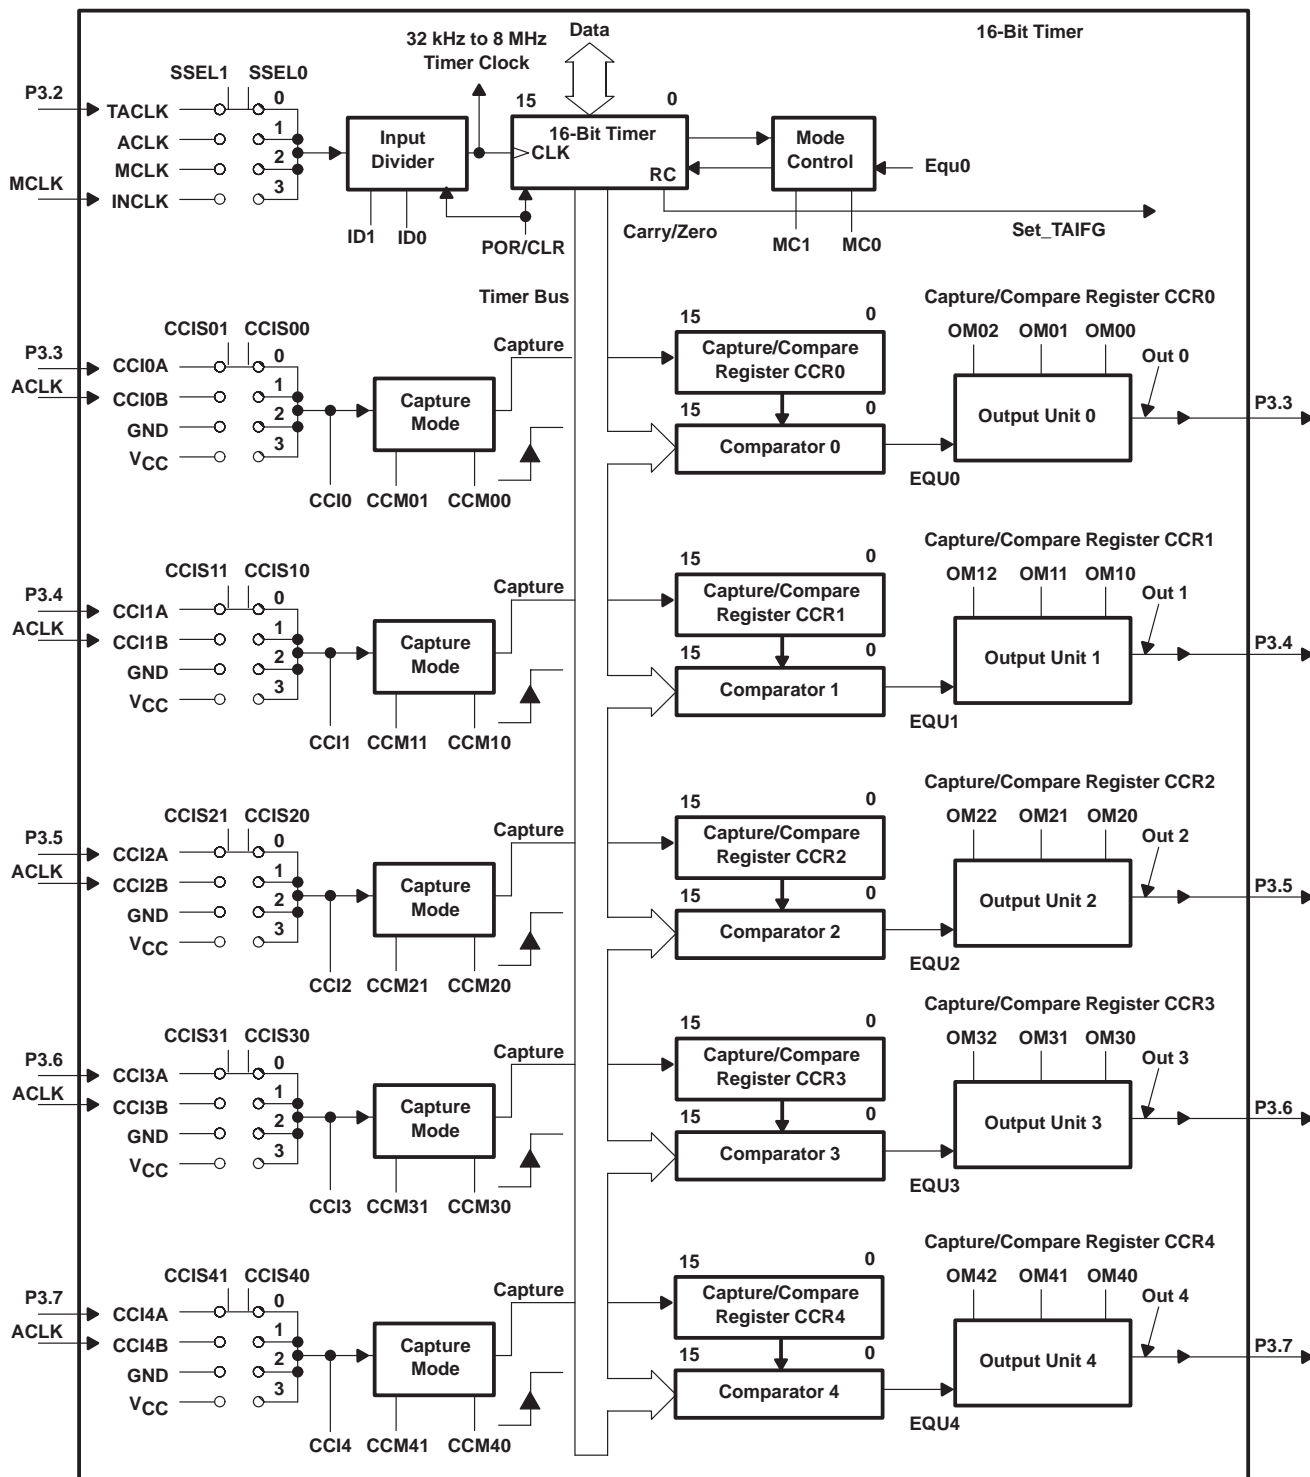 16-Bit Timer
32 kHz to 8 MHz
Timer Clock
Data
15 0
SSEL1 SSEL0
P3.2
TACLK 0
ACLK 1
MCLK 2
MCLK
INCLK 3
Input
Divider
ID1 ID0
16-Bit Timer
CLK
RC
POR/CLR
Mode
Control
Equ0
MC1 MC0
Carry/Zero
Set_TAIFG
Timer Bus
CCIS01 CCIS00
P3.3
CCI0A 0
ACLK
CCI0B 1
GND 2
VCC 3
Capture
Mode
Capture
CCI0 CCM01 CCM00
15 0
Capture/Compare
Register CCR0
15 0
Comparator 0
EQU0
Capture/Compare Register CCR0
OM02 OM01 OM00
Out 0
Output Unit 0
P3.3
CCIS11 CCIS10
P3.4
CCI1A 0
ACLK
CCI1B 1
GND 2
VCC 3
Capture
Mode
Capture
CCI1 CCM11 CCM10
15 0
Capture/Compare
Register CCR1
15 0
Comparator 1
EQU1
Capture/Compare Register CCR1
OM12 OM11 OM10
Out 1
Output Unit 1
P3.4
CCIS21 CCIS20
P3.5
CCI2A 0
ACLK
CCI2B 1
GND 2
VCC 3
Capture
Mode
Capture
CCI2 CCM21 CCM20
15 0
Capture/Compare
Register CCR2
15 0
Comparator 2
EQU2
Capture/Compare Register CCR2
OM22 OM21 OM20
Out 2
Output Unit 2
P3.5
CCIS31 CCIS30
P3.6
CCI3A 0
ACLK
CCI3B 1
GND 2
VCC 3
Capture
Mode
Capture
CCI3 CCM31 CCM30
15 0
Capture/Compare
Register CCR3
15 0
Comparator 3
EQU3
Capture/Compare Register CCR3
OM32 OM31 OM30
Out 3
Output Unit 3
P3.6
CCIS41 CCIS40
P3.7
CCI4A 0
ACLK
CCI4B 1
GND 2
VCC 3
Capture
Mode
Capture
CCI4 CCM41 CCM40
15 0
Capture/Compare
Register CCR4
15 0
Comparator 4
EQU4
Capture/Compare Register CCR4
OM42 OM41 OM40
Out 4
Output Unit 4
P3.7